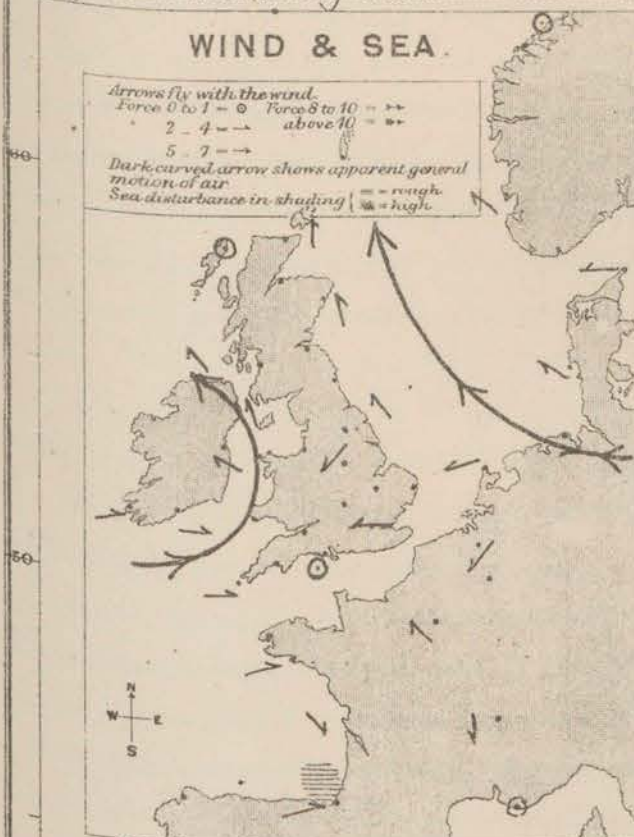 WIND & SEA.
Arrows fly with the wind.
Force 0 to 1 = ⊙ Force 8 to 10 = ➳
2 - 4 = → above 10 = ➳
5 - 7 = →
Dark curved arrow shows apparent general
motion of air
Sea disturbance in shading { = rough
= high
60
50
N
W E
S